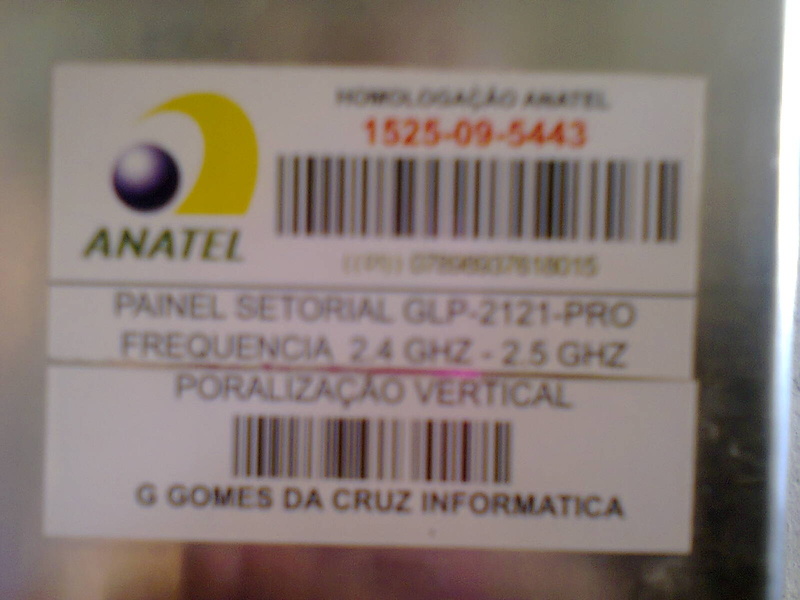 HOMOLOGAÇÃO ANATEL
1525-09-5443
ANATEL
07898937618015
PAINEL SETORIAL GLP-2121-PRO
FREQUENCIA 2.4 GHZ - 2.5 GHZ
PORALIZAÇÃO VERTICAL
G GOMES DA CRUZ INFORMATICA